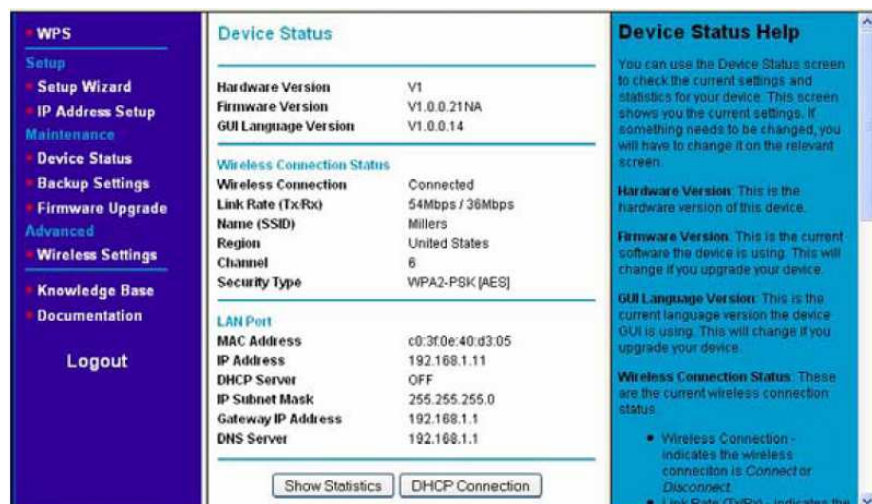 WPS
Setup
Setup Wizard
IP Address Setup
Maintenance
Device Status
Backup Settings
Firmware Upgrade
Advanced
Wireless Settings
Knowledge Base
Documentation
Logout
Device Status
Hardware Version V1
Firmware Version V1.0.0.21NA
GUI Language Version V1.0.0.14
Wireless Connection Status
Wireless Connection Connected
Link Rate (Tx/Rx) 54Mbps / 36Mbps
Name (SSID) Millers
Region United States
Channel 6
Security Type WPA2-PSK [AES]
LAN Port
MAC Address c0:3f:0e:40:d3:05
IP Address 192.168.1.11
DHCP Server OFF
IP Subnet Mask 255.255.255.0
Gateway IP Address 192.168.1.1
DNS Server 192.168.1.1
Show Statistics DHCP Connection
Device Status Help
You can use the Device Status screen
to check the current settings and
statistics for your device. This screen
shows you the current settings. If
something needs to be changed, you
will have to change it on the relevant
screen.
Hardware Version: This is the
hardware version of this device.
Firmware Version: This is the current
software the device is using. This will
change if you upgrade your device.
GUI Language Version: This is the
current language version the device
GUI is using. This will change if you
upgrade your device.
Wireless Connection Status: These
are the current wireless connection
status.
Wireless Connection -
indicates the wireless
conneciton is Connect or
Disconnect.
Link Rate (Tx/Rx) - indicates the